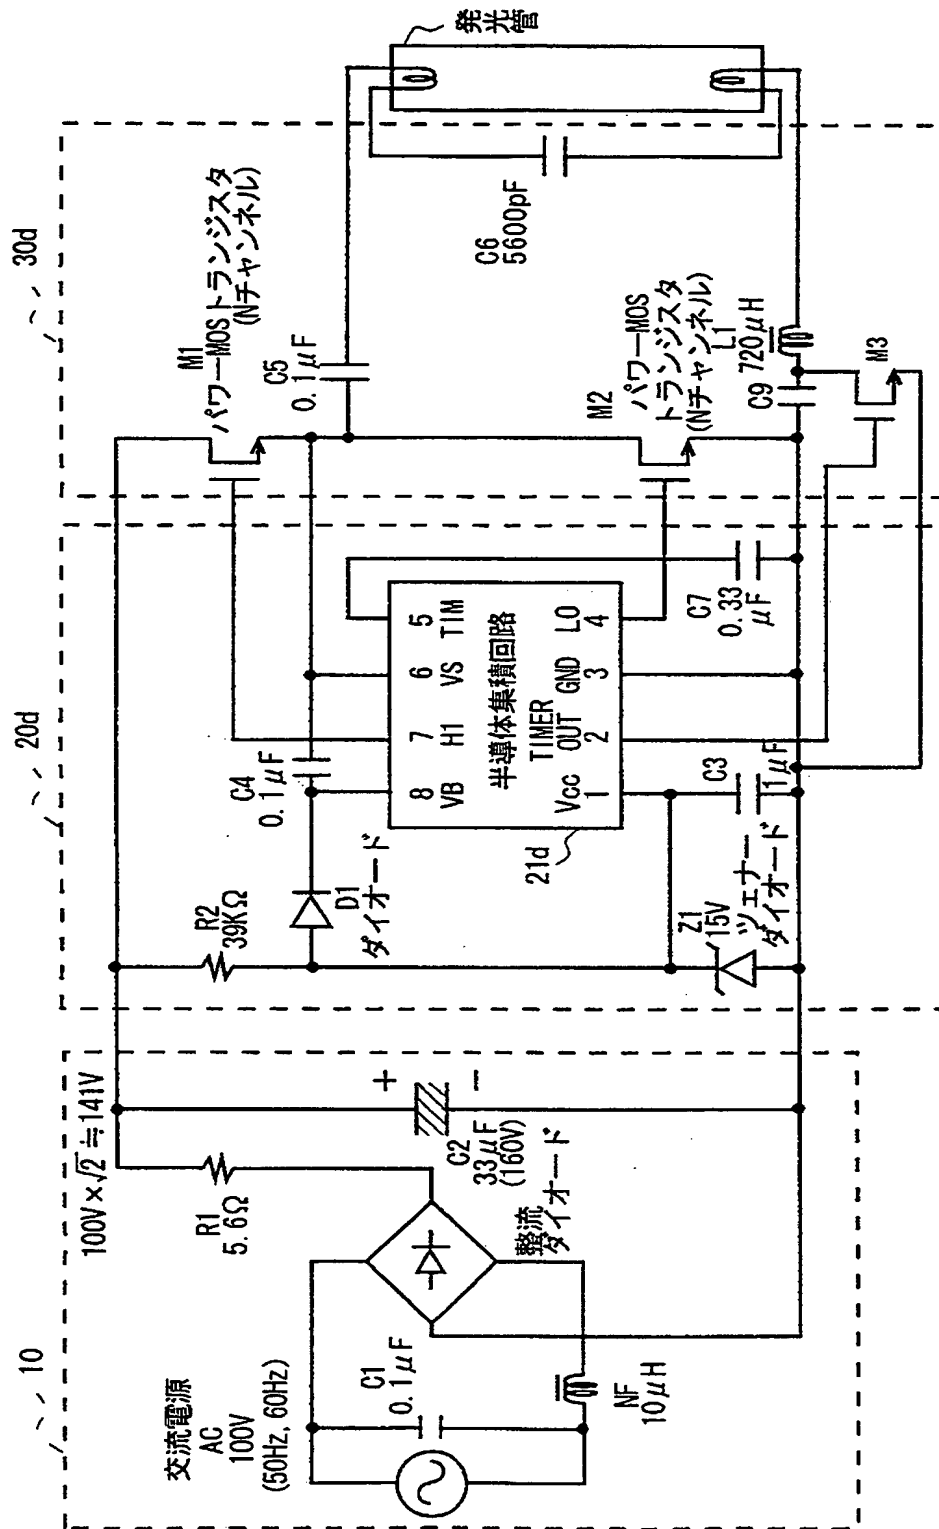 10
20d
30d
100V×√2≒141V
交流電源
AC
100V
(50Hz, 60Hz)
C1
0.1μF
NF
10μH
R1
5.6Ω
整流
ダイオード
C2
33μF
(160V)
+
−
R2
39KΩ
D1
ダイオード
Z1
15V
ツェナー
ダイオード
C4
0.1μF
21d
8
7
6
5
VB
H1
VS
TIM
半導体集積回路
TIMER
Vcc
OUT
GND
LO
1
2
3
4
C3
1μF
C7
0.33
μF
M1
パワーMOSトランジスタ
(Nチャンネル)
C5
0.1μF
M2
パワーMOS
トランジスタ
(Nチャンネル)
L1
720μH
C9
M3
C6
5600pF
発光管